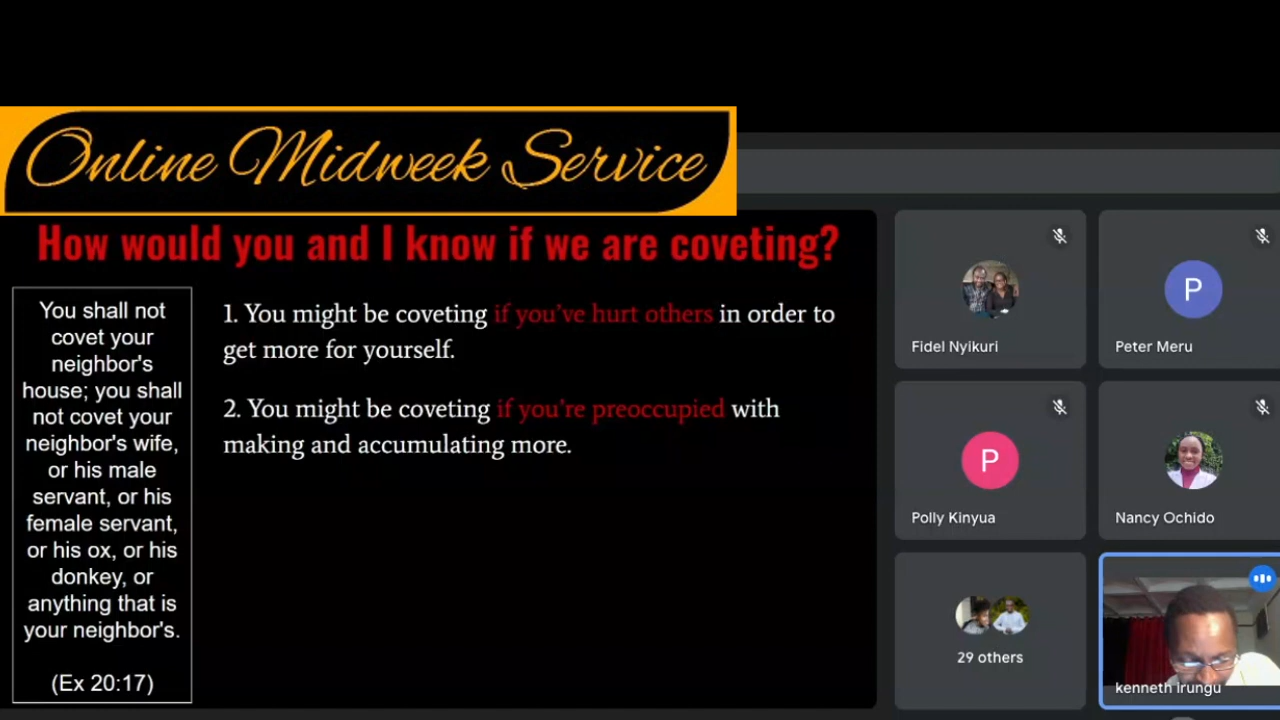 Online Midweek Service
How would you and I know if we are coveting?
You shall not
covet your
neighbor's
house; you shall
not covet your
neighbor's wife,
or his male
servant, or his
female servant,
or his ox, or his
donkey, or
anything that is
your neighbor's.
(Ex 20:17)
1. You might be coveting if you've hurt others in order to
get more for yourself.
2. You might be coveting if you're preoccupied with
making and accumulating more.
Fidel Nyikuri
P
Peter Meru
P
Polly Kinyua
Nancy Ochido
29 others
kenneth irungu